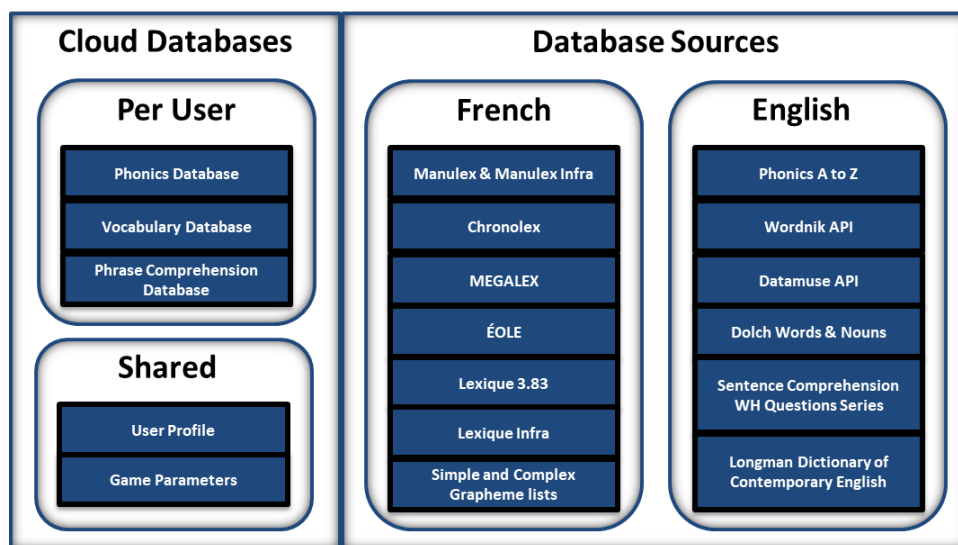 Cloud Databases
Per User
Phonics Database
Vocabulary Database
Phrase Comprehension
Database
Shared
User Profile
Game Parameters
Database Sources
French
Manulex & Manulex Infra
Chronolex
MEGALEX
ÉOLE
Lexique 3.83
Lexique Infra
Simple and Complex
Grapheme lists
English
Phonics A to Z
Wordnik API
Datamuse API
Dolch Words & Nouns
Sentence Comprehension
WH Questions Series
Longman Dictionary of
Contemporary English